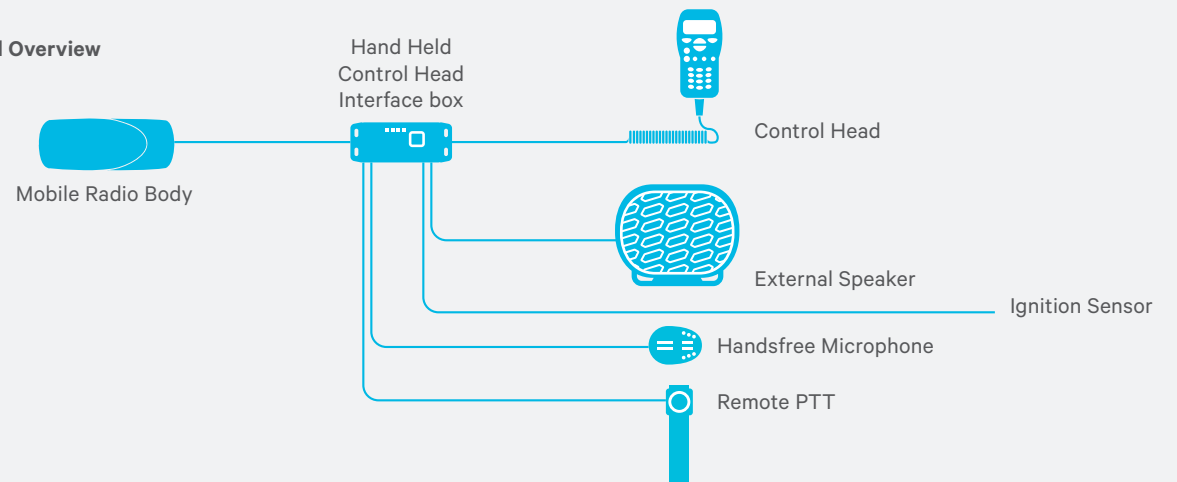 Overview
Hand Held
Control Head
Interface box
Control Head
Mobile Radio Body
External Speaker
Ignition Sensor
Handsfree Microphone
Remote PTT